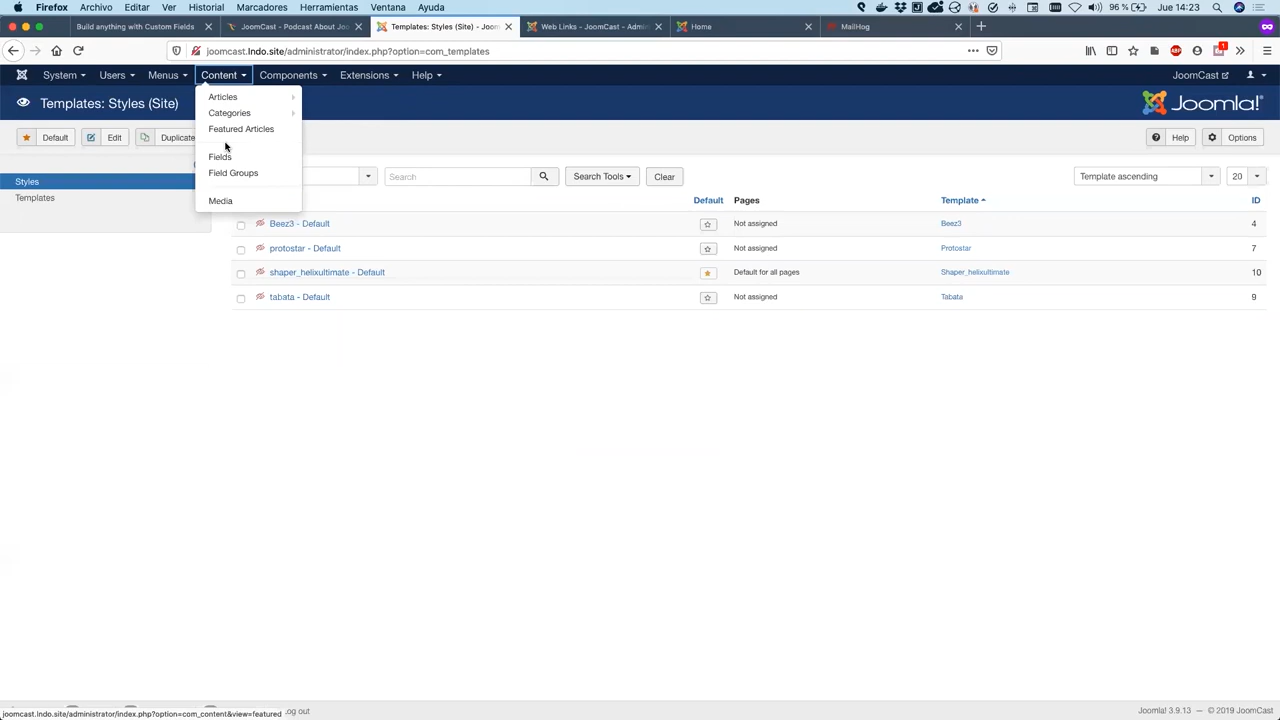 Firefox Archivo Editar Ver Historial Marcadores Herramientas Ventana Ayuda 96 % Jue 14:23
Build anything with Custom Fields JoomCast - Podcast About Joo Templates: Styles (Site) - Joom Web Links - JoomCast - Admin Home MailHog
joomcast.lndo.site/administrator/index.php?option=com_templates
System Users Menus Content Components Extensions Help JoomCast
Templates: Styles (Site) Joomla!
Default Edit Duplicate Help Options
Articles
Categories
Featured Articles
Fields
Field Groups
Media
Search Search Tools Clear Template ascending 20
Styles
Templates
Default Pages Template ID
Beez3 - Default Not assigned Beez3 4
protostar - Default Not assigned Protostar 7
shaper_helixultimate - Default Default for all pages Shaper_helixultimate 10
tabata - Default Not assigned Tabata 9
joomcast.lndo.site/administrator/index.php?option=com_content&view=featured og out Joomla! 3.9.13 — © 2019 JoomCast